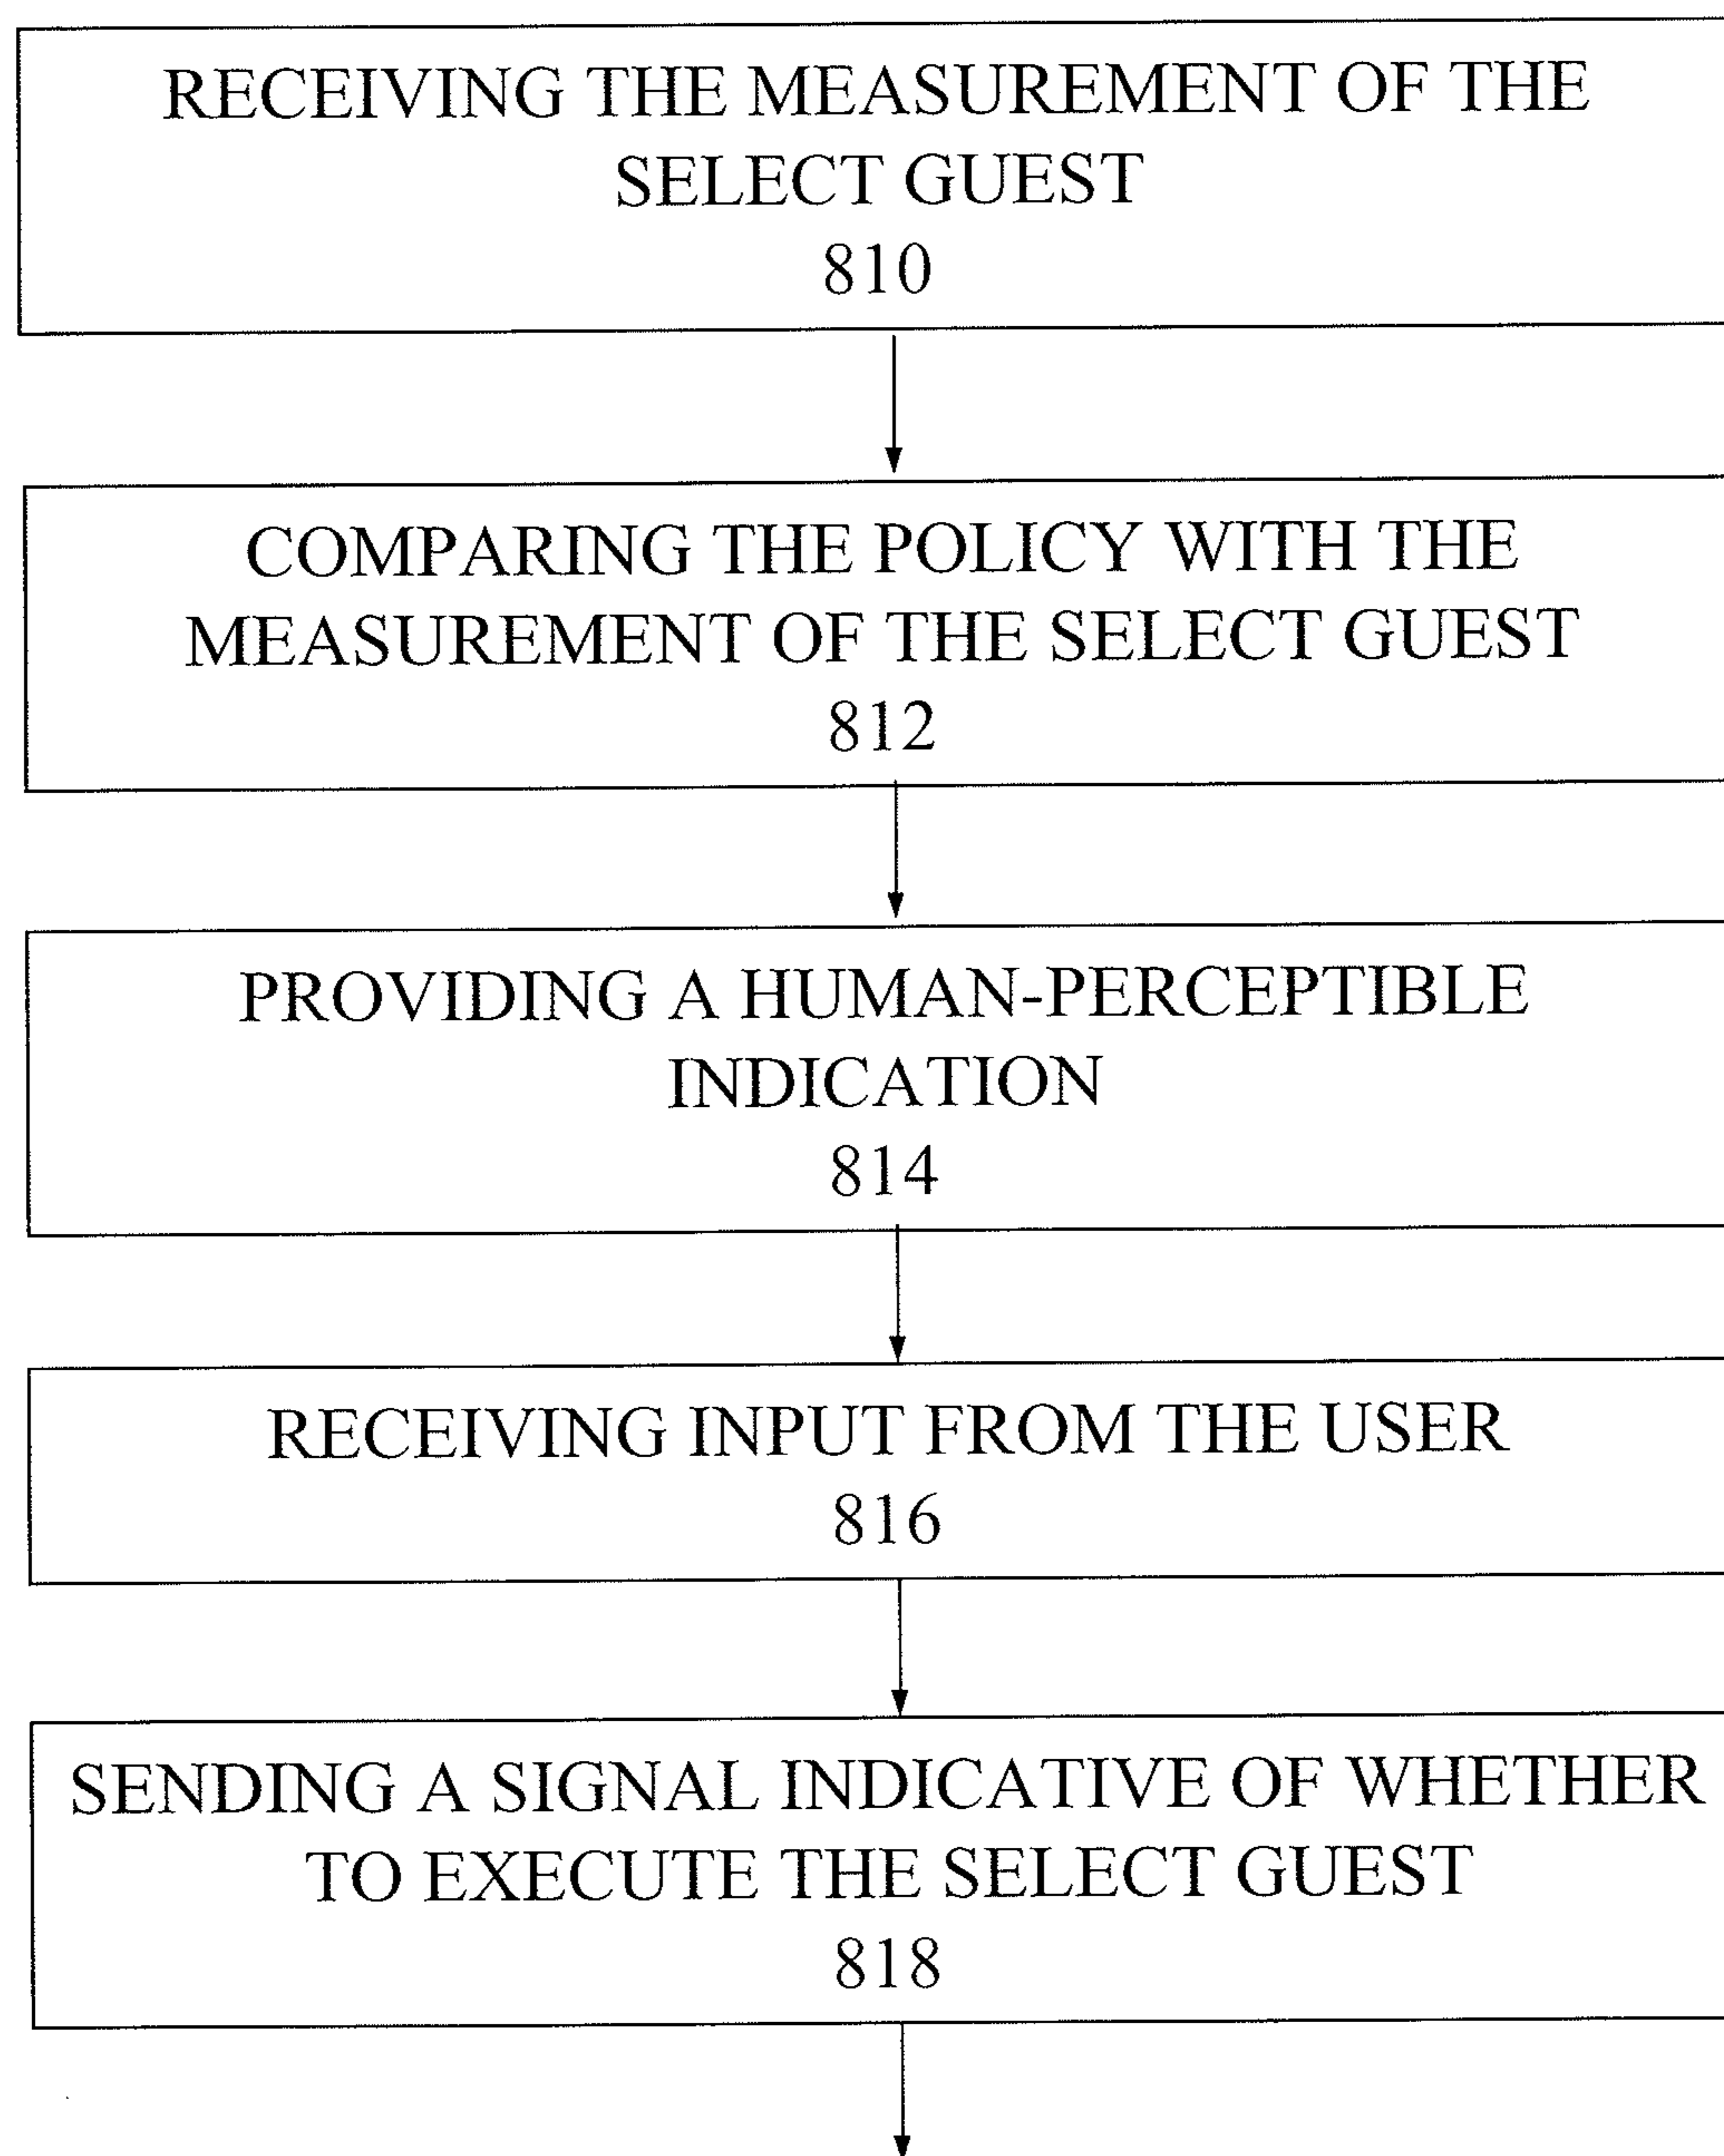 RECEIVING THE MEASUREMENT OF THE
SELECT GUEST
810
COMPARING THE POLICY WITH THE
MEASUREMENT OF THE SELECT GUEST
812
PROVIDING A HUMAN-PERCEPTIBLE
INDICATION
814
RECEIVING INPUT FROM THE USER
816
SENDING A SIGNAL INDICATIVE OF WHETHER
TO EXECUTE THE SELECT GUEST
818